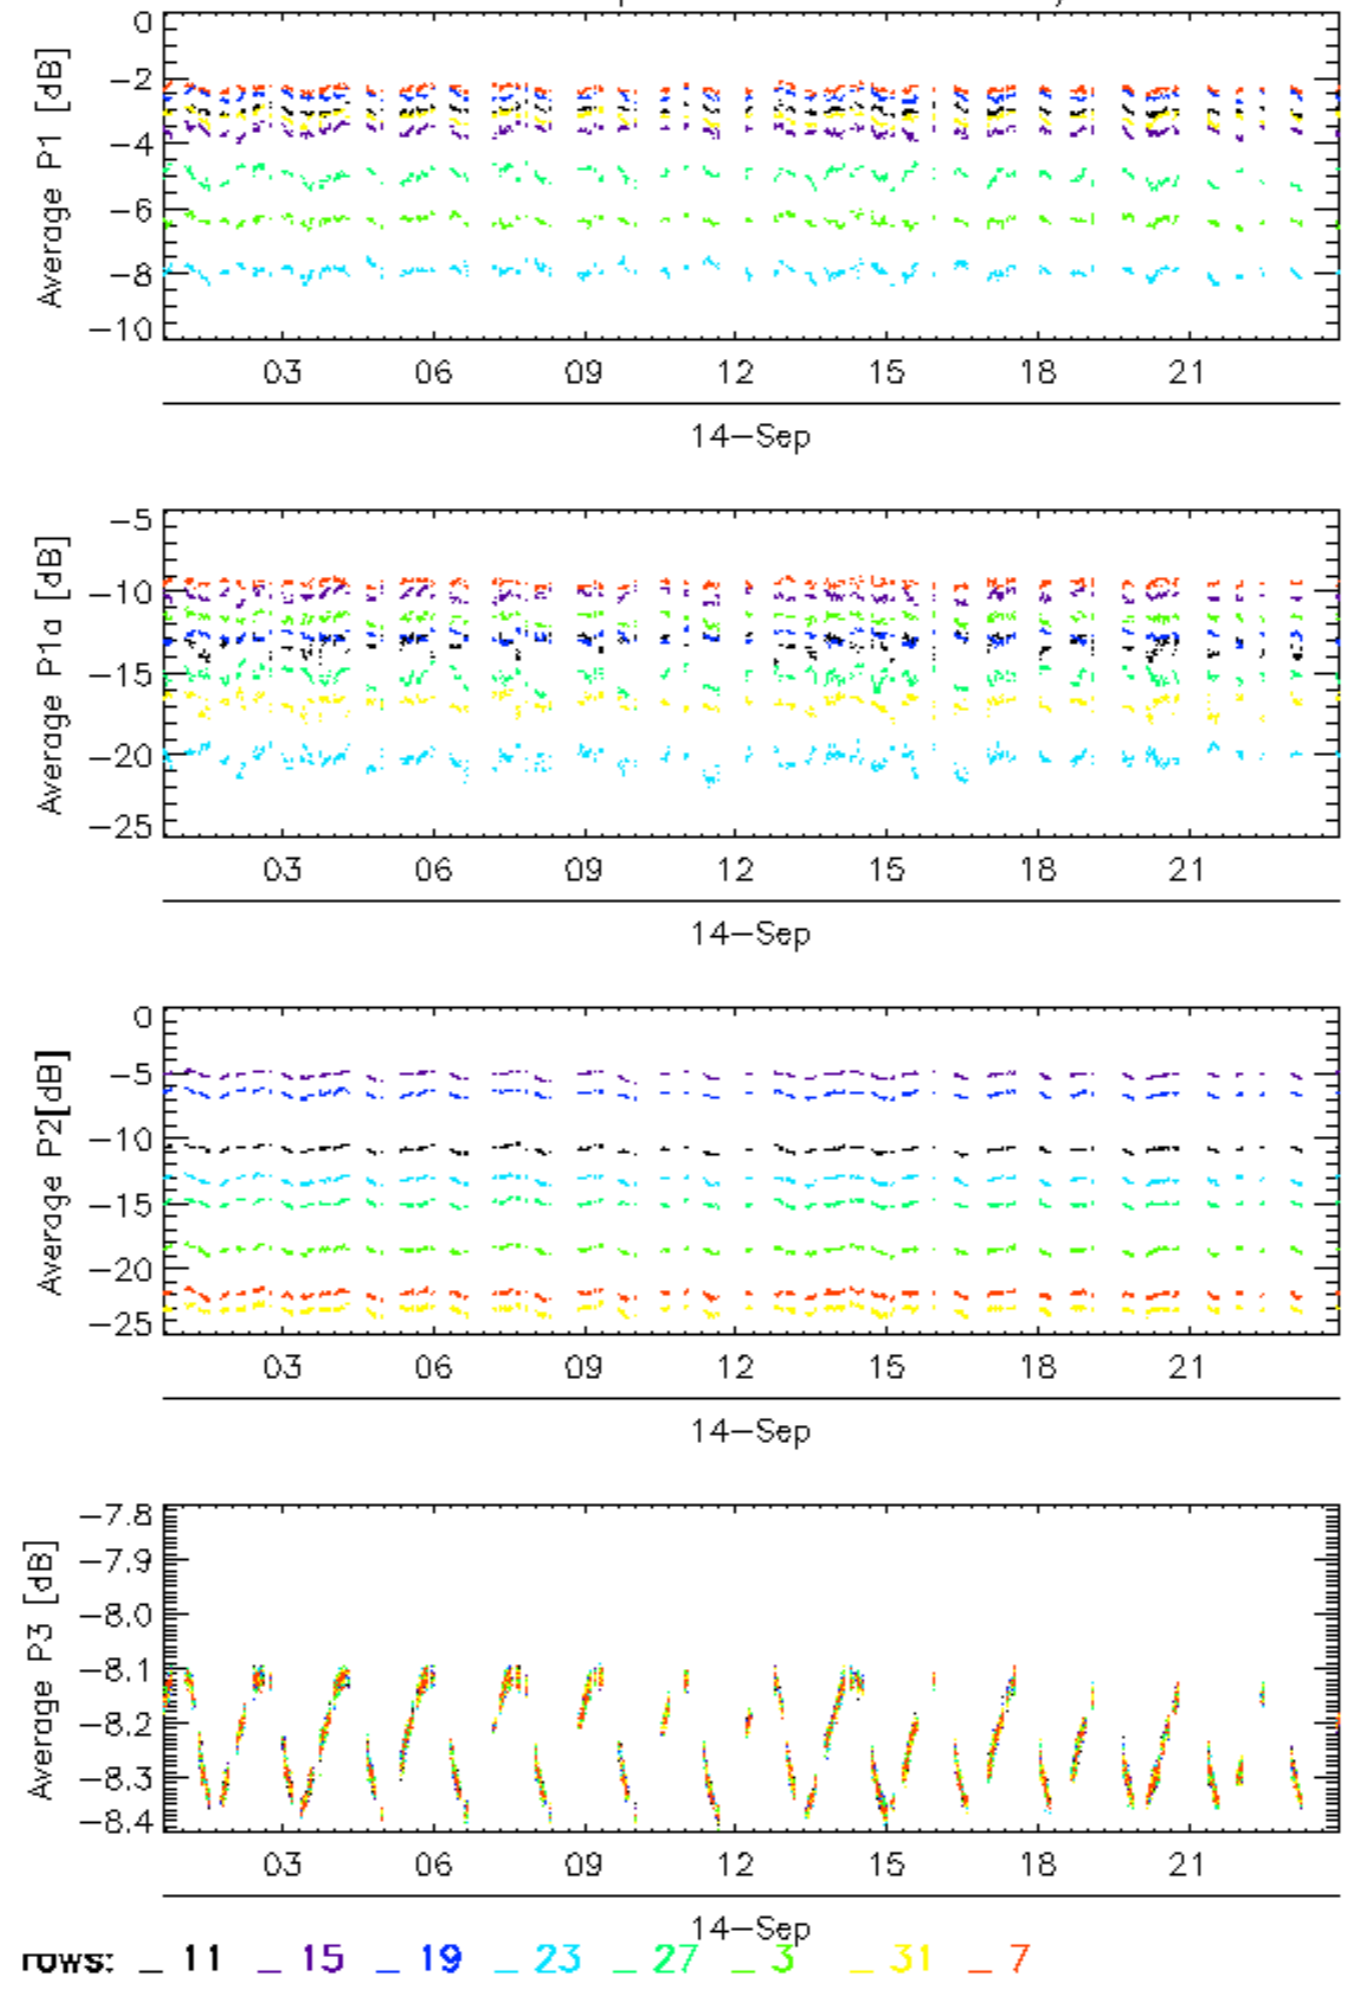 0
−2
−4
−6
−8
−10
Average P1 [dB]
03 06 09 12 15 18 21
14−Sep
−5
−10
−15
−20
−25
Average P1a [dB]
03 06 09 12 15 18 21
14−Sep
0
−5
−10
−15
−20
−25
Average P2[dB]
03 06 09 12 15 18 21
14−Sep
−7.8
−7.9
−8.0
−8.1
−8.2
−8.3
−8.4
Average P3 [dB]
03 06 09 12 15 18 21
14−Sep
rows: _ 11 _ 15 _ 19 _ 23 _ 27 _ 3 _ 31 _ 7